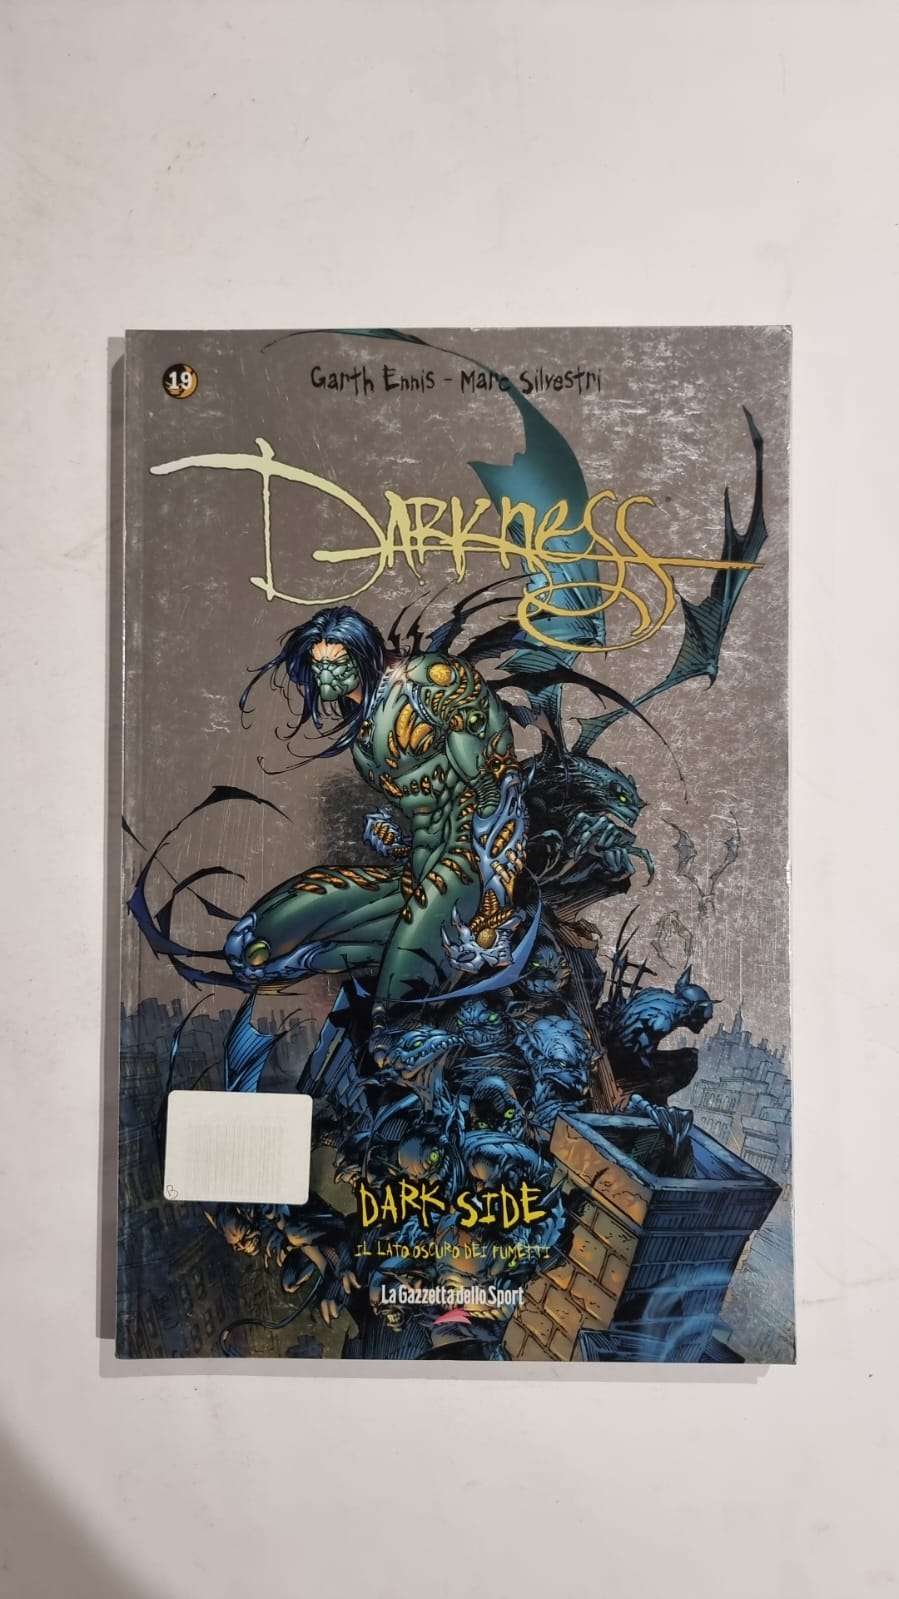 19
Garth Ennis - Marc Silvestri
Darkness
DARK SIDE
IL LATO OSCURO DEI FUMETTI
La Gazzetta dello Sport
B